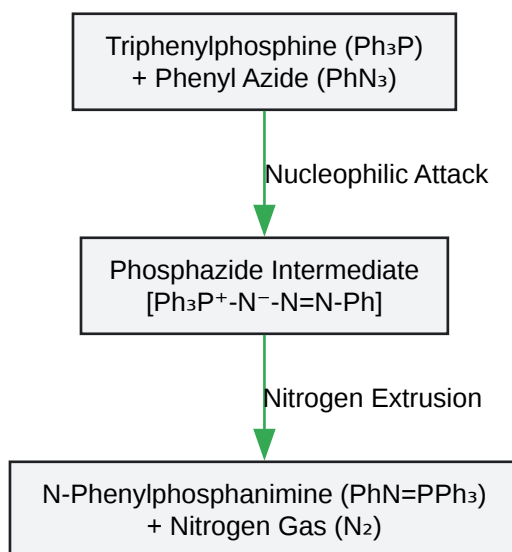 Triphenylphosphine (Ph₃P)
+ Phenyl Azide (PhN₃)
Nucleophilic Attack
Phosphazide Intermediate
[Ph₃P⁺-N⁻-N=N-Ph]
Nitrogen Extrusion
N-Phenylphosphanimine (PhN=PPh₃)
+ Nitrogen Gas (N₂)